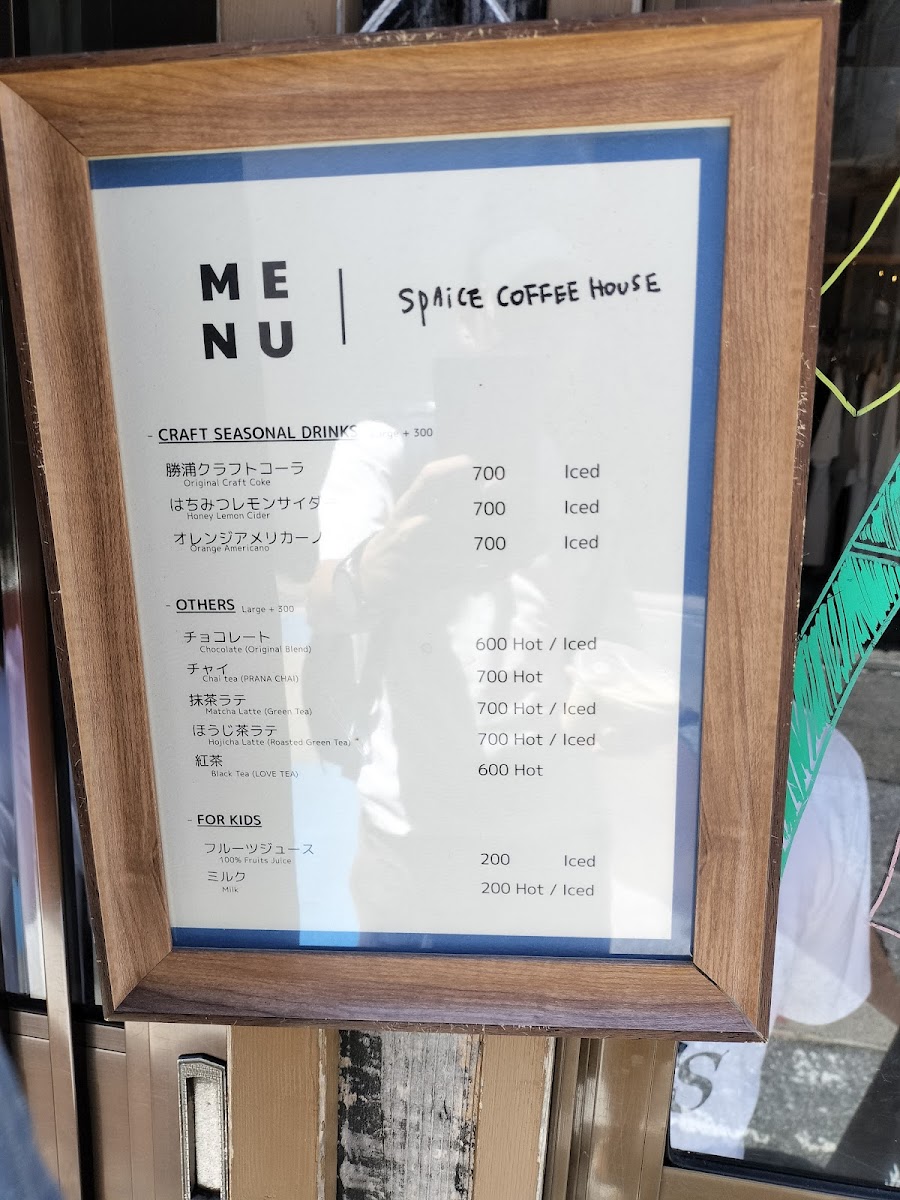 ME
NU
SPAiCE COFFEE HOUSE
- CRAFT SEASONAL DRINKS Large + 300
勝浦クラフトコーラ 700 Iced
Original Craft Coke
はちみつレモンサイダー 700 Iced
Honey Lemon Cider
オレンジアメリカーノ 700 Iced
Orange Americano
- OTHERS Large + 300
チョコレート 600 Hot / Iced
Chocolate (Original Blend)
チャイ 700 Hot
Chai tea (PRANA CHAI)
抹茶ラテ 700 Hot / Iced
Matcha Latte (Green Tea)
ほうじ茶ラテ 700 Hot / Iced
Hojicha Latte (Roasted Green Tea)
紅茶 600 Hot
Black Tea (LOVE TEA)
- FOR KIDS
フルーツジュース 200 Iced
100% Fruits Juice
ミルク 200 Hot / Iced
Milk
S